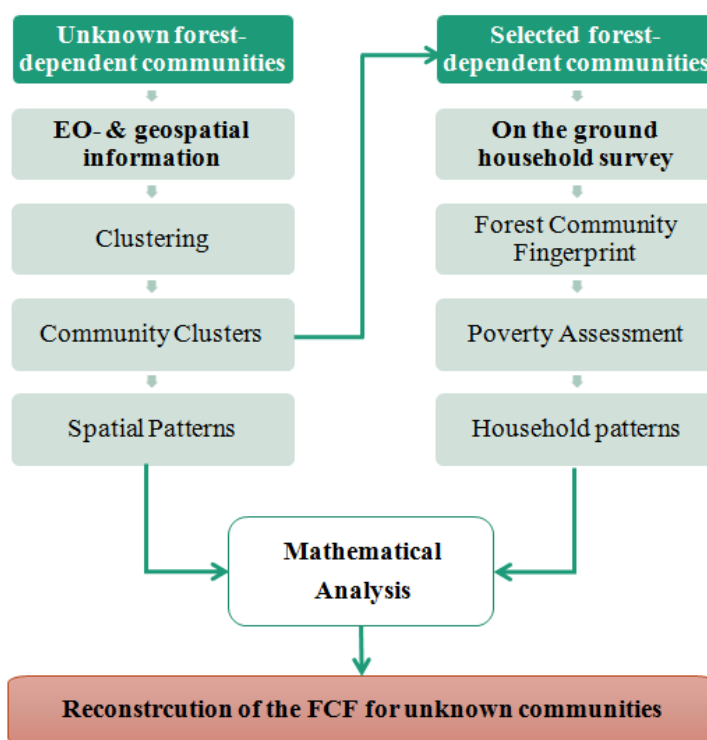 Unknown forest-
dependent communities
EO- & geospatial
information
Clustering
Community Clusters
Spatial Patterns
Selected forest-
dependent communities
On the ground
household survey
Forest Community
Fingerprint
Poverty Assessment
Household patterns
Mathematical
Analysis
Reconstrcution of the FCF for unknown communities